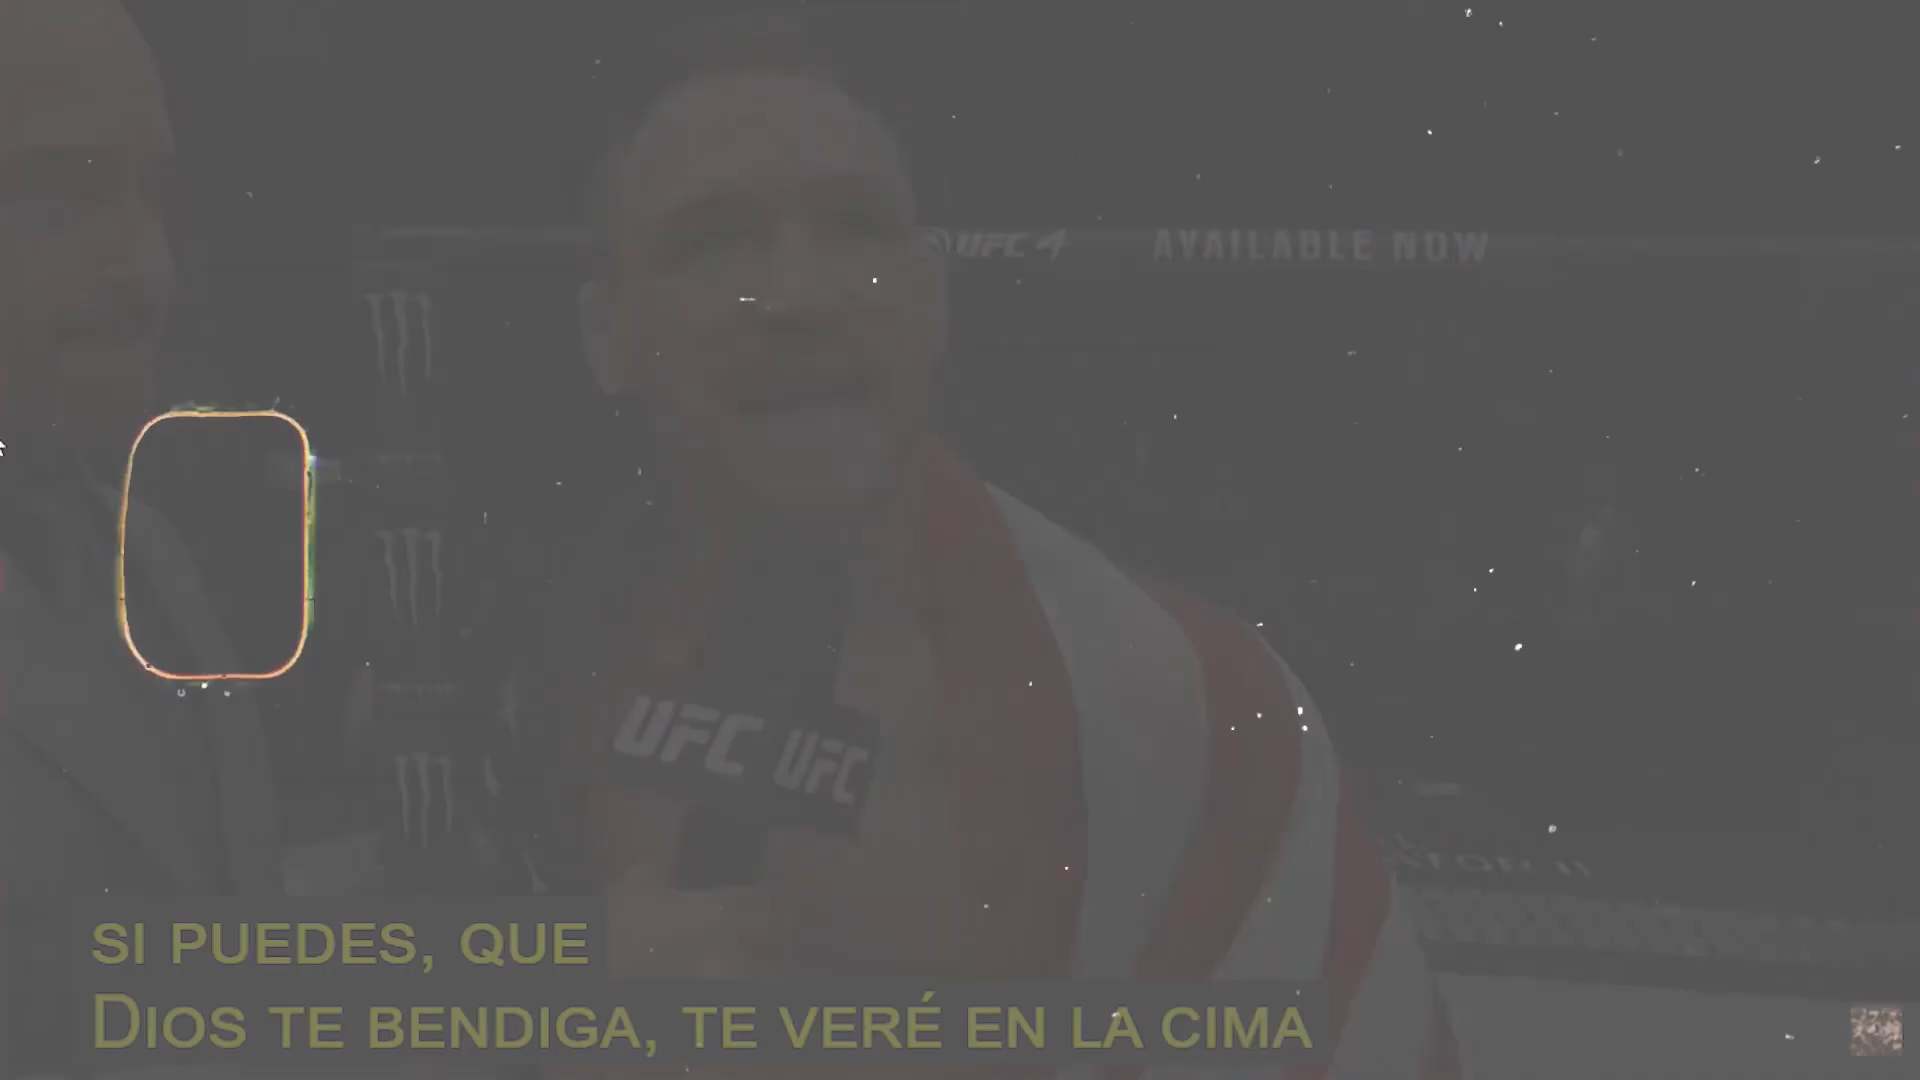 UFC 4 AVAILABLE NOW
UFC UFC
SI PUEDES, QUE
DIOS TE BENDIGA, TE VERÉ EN LA CIMA